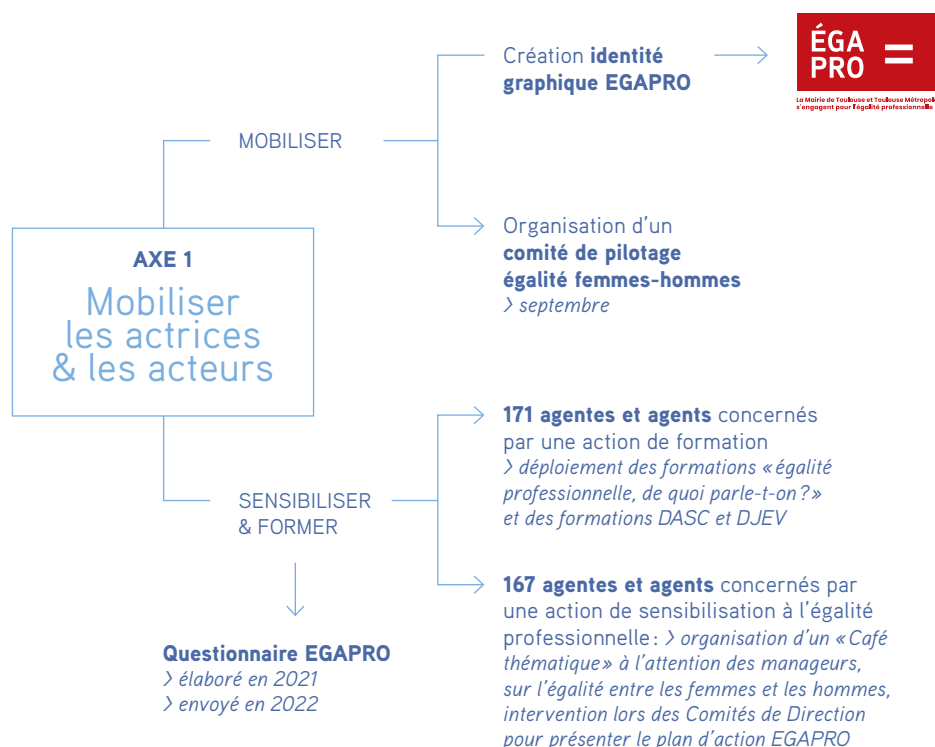 Création identité
graphique EGAPRO
ÉGA
PRO =
La Mairie de Toulouse et Toulouse Métropole
s'engagent pour l'égalité professionnelle
MOBILISER
Organisation d'un
comité de pilotage
égalité femmes-hommes
> septembre
AXE 1
Mobiliser
les actrices
& les acteurs
171 agentes et agents concernés
par une action de formation
> déploiement des formations « égalité
professionnelle, de quoi parle-t-on ? »
et des formations DASC et DJEV
SENSIBILISER
& FORMER
167 agentes et agents concernés par
une action de sensibilisation à l'égalité
professionnelle : > organisation d'un « Café
thématique » à l'attention des manageurs,
sur l'égalité entre les femmes et les hommes,
intervention lors des Comités de Direction
pour présenter le plan d'action EGAPRO
Questionnaire EGAPRO
> élaboré en 2021
> envoyé en 2022